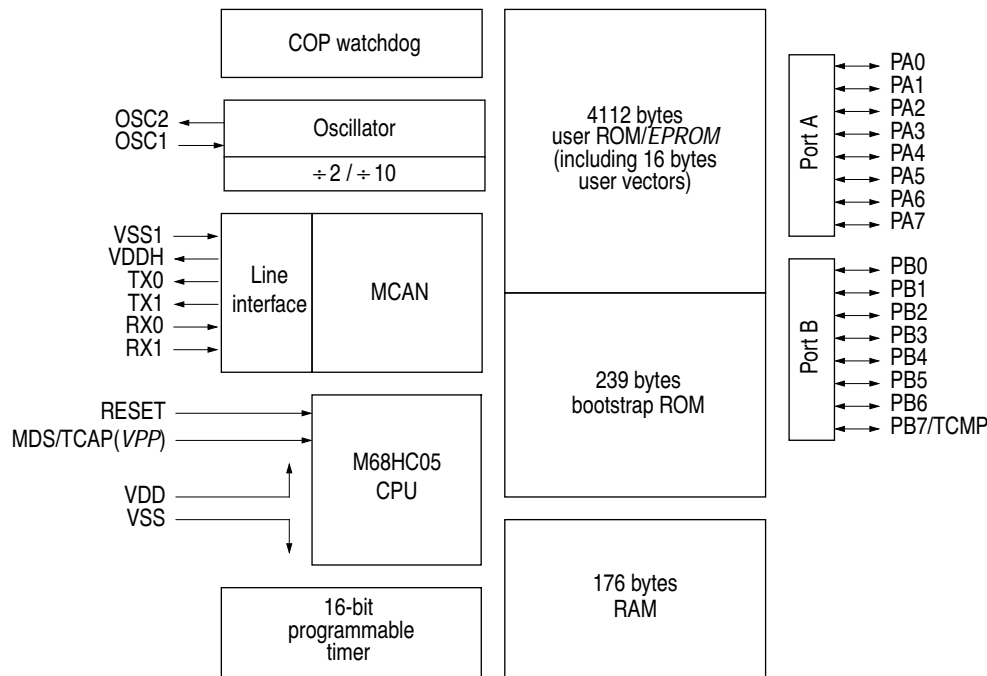 COP watchdog
OSC2
OSC1
Oscillator
÷2 / ÷10
VSS1
VDDH
TX0
TX1
RX0
RX1
Line
interface
MCAN
RESET
MDS/TCAP(VPP)
VDD
VSS
M68HC05
CPU
16-bit
programmable
timer
4112 bytes
user ROM/EPROM
(including 16 bytes
user vectors)
239 bytes
bootstrap ROM
176 bytes
RAM
Port A
PA0
PA1
PA2
PA3
PA4
PA5
PA6
PA7
Port B
PB0
PB1
PB2
PB3
PB4
PB5
PB6
PB7/TCMP